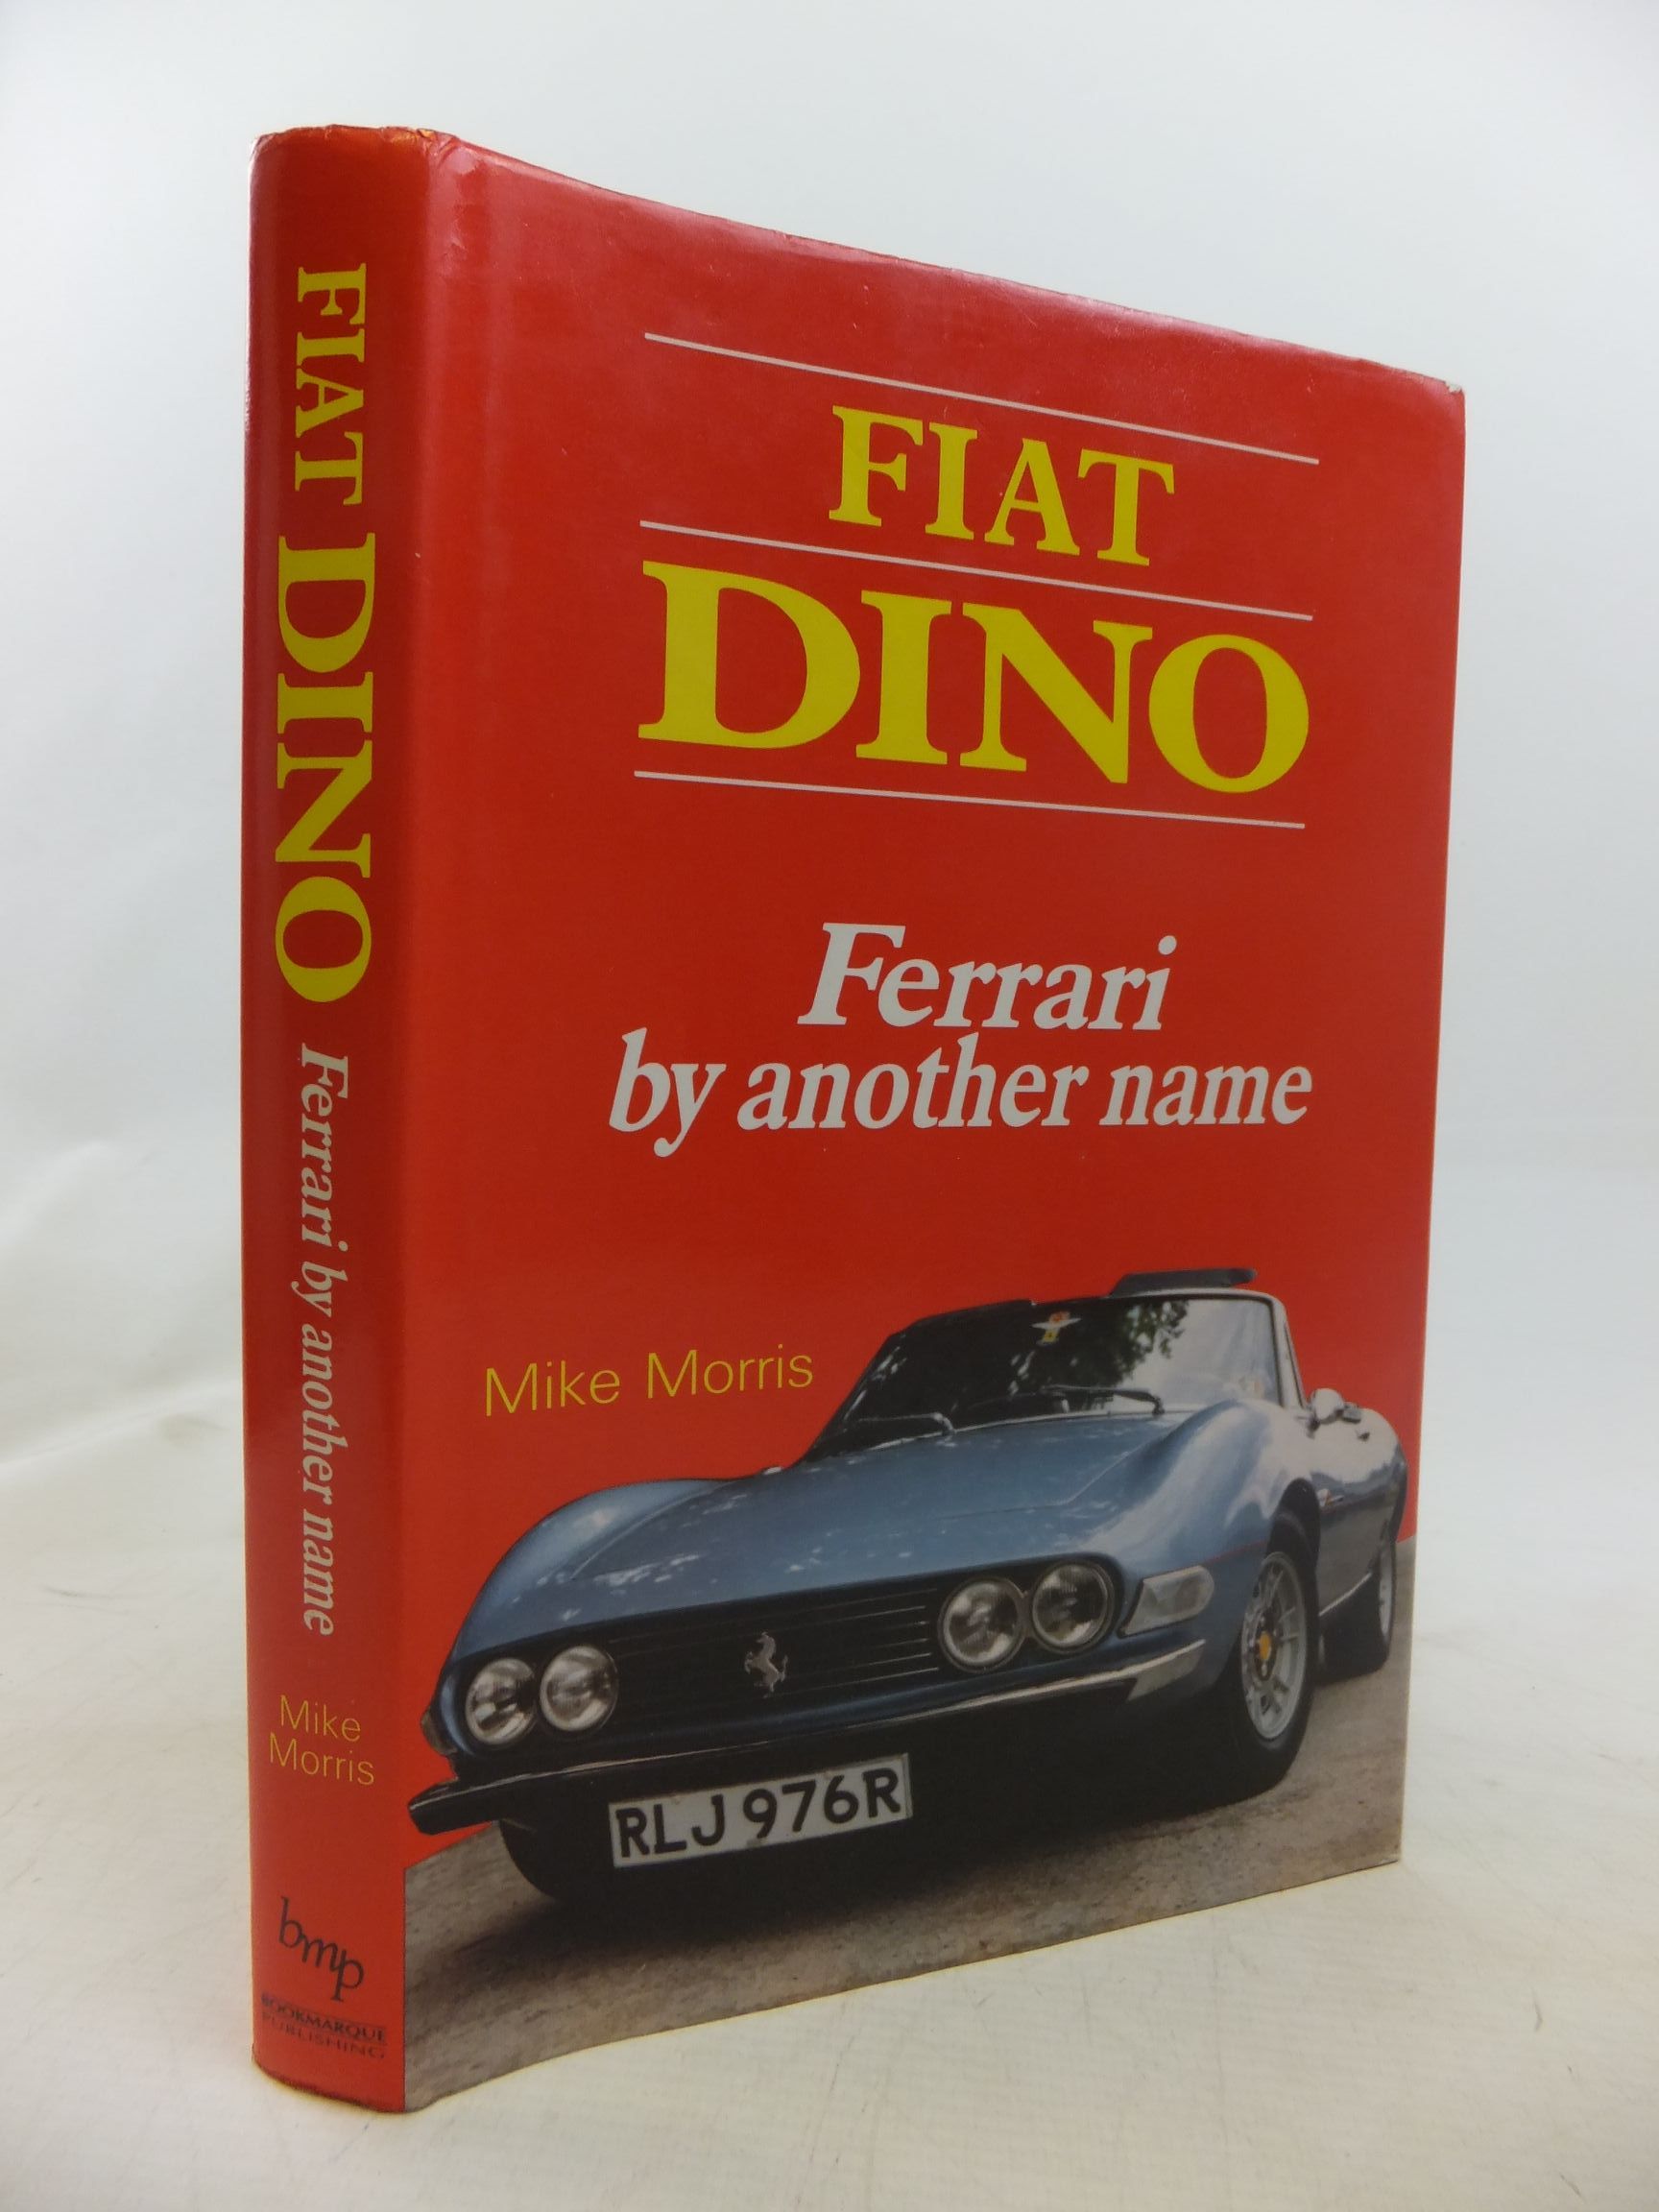 FIAT DINO Ferrari by another name
Mike
Morris
bmp
BOOKMARQUE
PUBLISHING
FIAT
DINO
Ferrari
by another name
Mike Morris
RLJ 976R